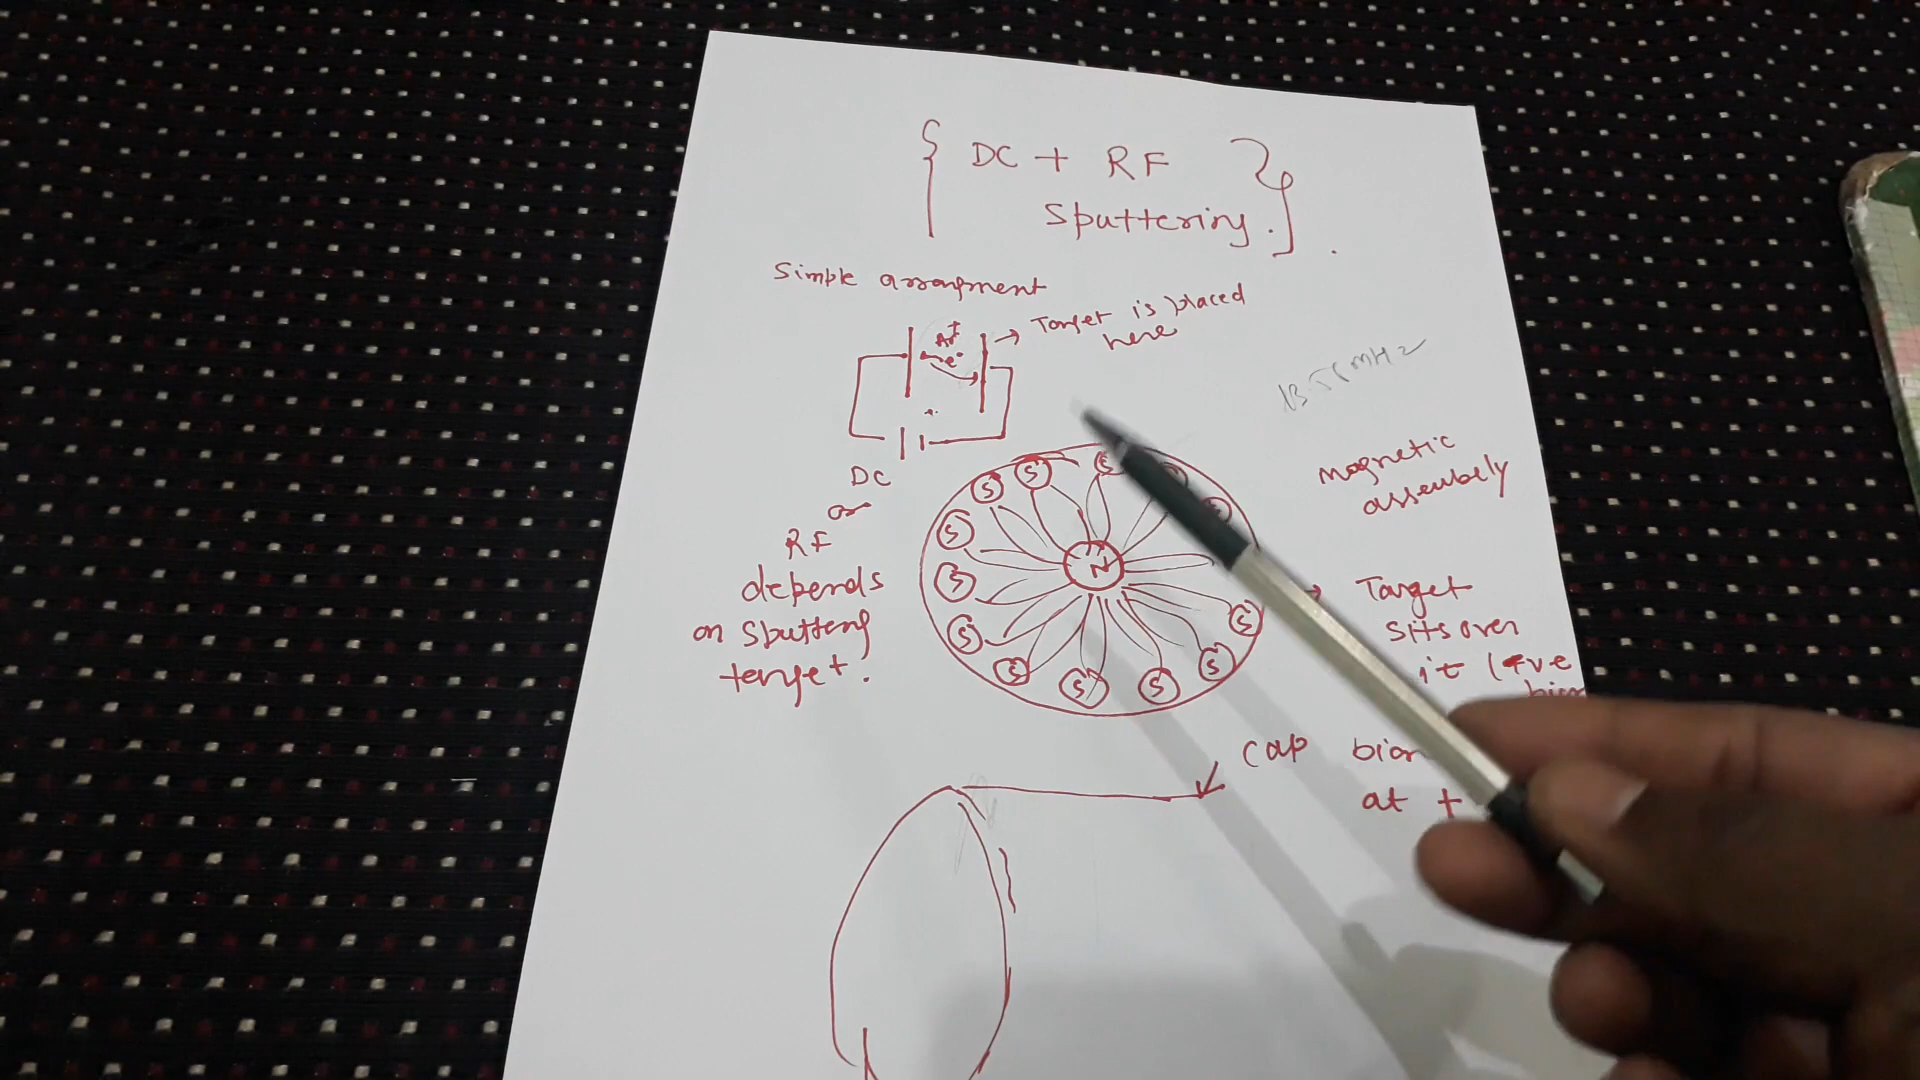 DC + RF
Sputtering.
Simple arrangment
Target is placed
here
Ar+
e-
DC
or
RF
depends
on Sputtering
target.
13.56 MHz
magnetic
assembely
S S S
S
S
S
S S S S S
N
Target
sits over
it (+ve
Cap
at +